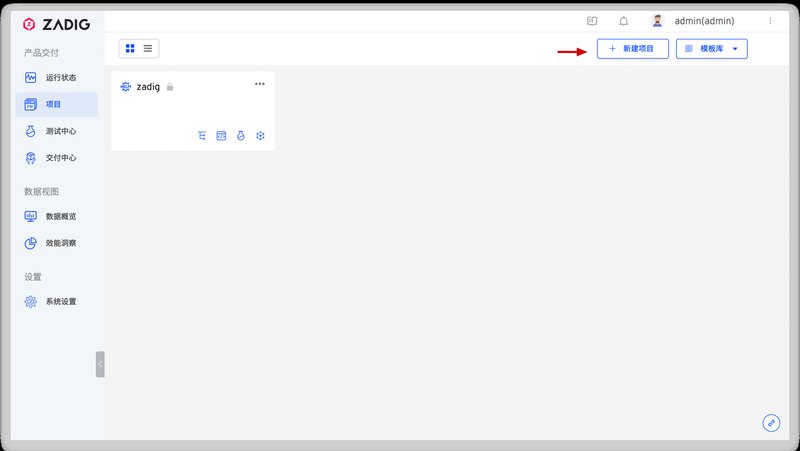 ZADIG
admin(admin)
产品交付
运行状态
项目
测试中心
交付中心
数据视图
数据概览
效能洞察
设置
系统设置
+ 新建项目
模板库
zadig